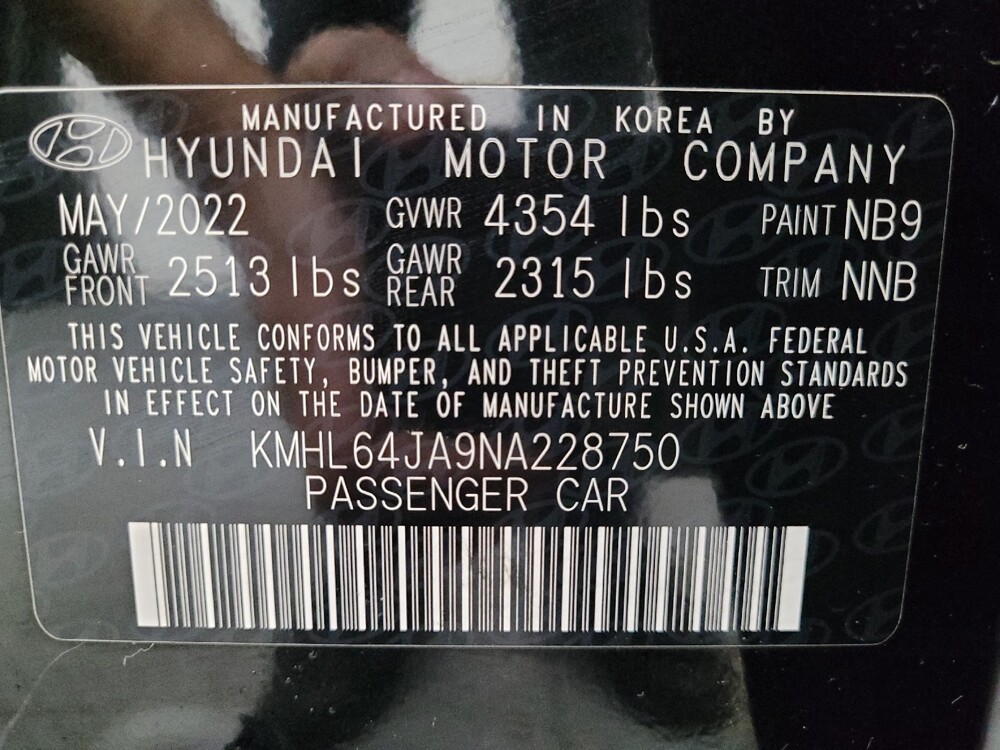 MANUFACTURED IN KOREA BY
HYUNDAI MOTOR COMPANY
MAY/2022 GVWR 4354 lbs PAINT NB9
GAWR FRONT 2513 lbs GAWR REAR 2315 lbs TRIM NNB
THIS VEHICLE CONFORMS TO ALL APPLICABLE U.S.A. FEDERAL
MOTOR VEHICLE SAFETY, BUMPER, AND THEFT PREVENTION STANDARDS
IN EFFECT ON THE DATE OF MANUFACTURE SHOWN ABOVE
V.I.N KMHL64JA9NA228750
PASSENGER CAR